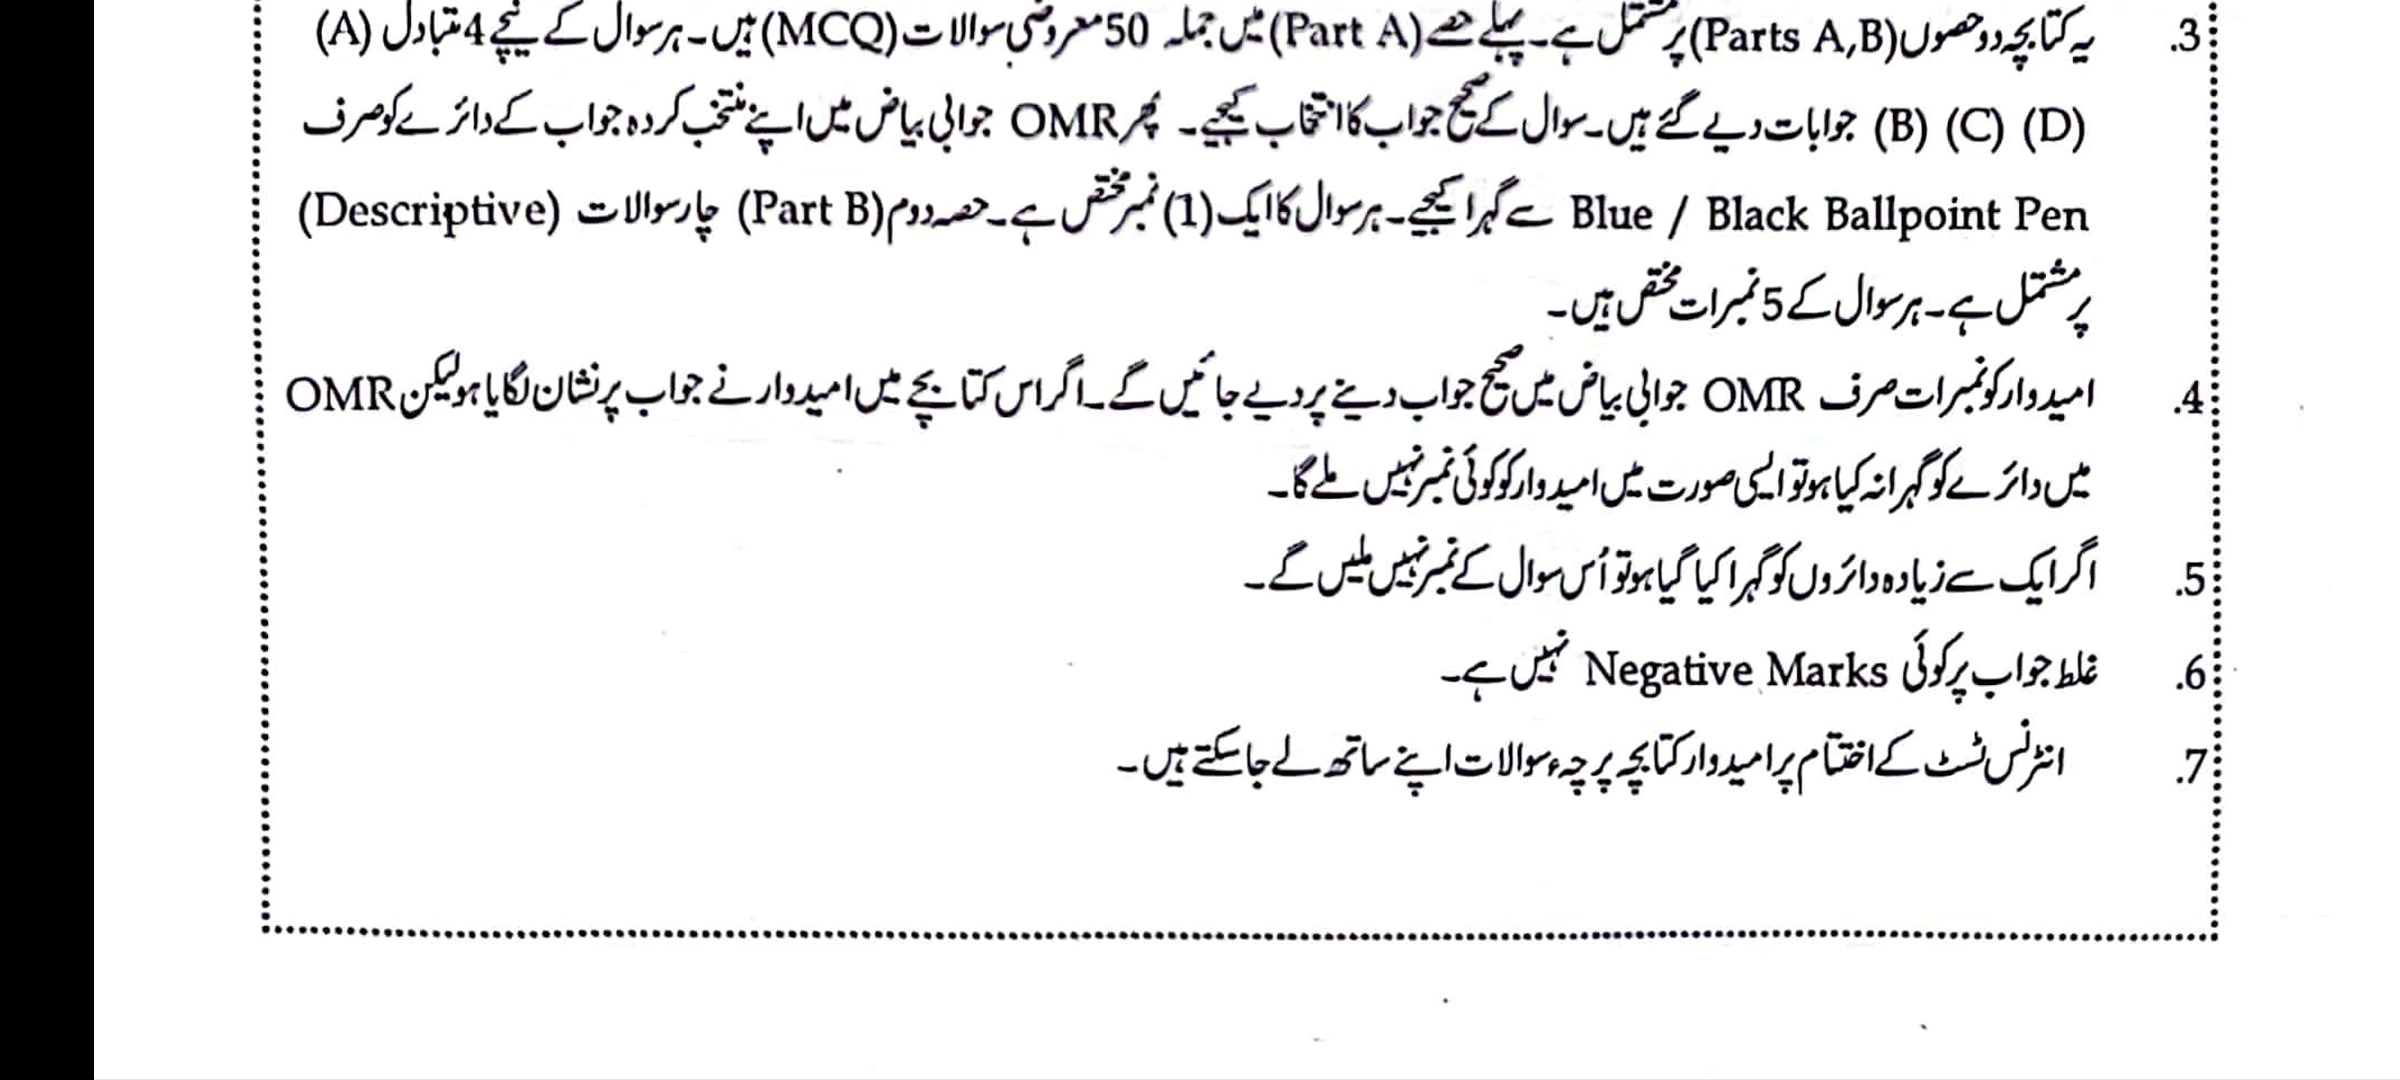 3. یہ کتابچہ دو حصوں (Parts A,B) پر مشتمل ہے۔ پہلے حصے (Part A) میں جملہ 50 معروضی سوالات (MCQ) ہیں۔ ہر سوال کے نیچے 4 متبادل (A)
(B) (C) (D) جوابات دیے گئے ہیں۔ سوال کے صحیح جواب کا انتخاب کیجیے۔ پھر OMR جوابی بیاض میں اپنے منتخب کردہ جواب کے دائرے کو صرف
Blue / Black Ballpoint Pen سے گہرا کیجیے۔ ہر سوال کا ایک (1) نمبر مختص ہے۔ حصہ دوم (Part B) چار سوالات (Descriptive)
پر مشتمل ہے۔ ہر سوال کے 5 نمبرات مختص ہیں۔
4. امیدوار کو نمبرات صرف OMR جوابی بیاض میں صحیح جواب دینے پر دیے جائیں گے۔ اگر اس کتابچے میں امیدوار نے جواب پر نشان لگایا ہو لیکن OMR
میں دائرے کو گہرا نہ کیا ہو تو ایسی صورت میں امیدوار کو کوئی نمبر نہیں ملے گا۔
5. اگر ایک سے زیادہ دائروں کو گہرا کیا گیا ہو تو اُس سوال کے نمبر نہیں ملیں گے۔
6. غلط جواب پر کوئی Negative Marks نہیں ہے۔
7. انٹرنس ٹسٹ کے اختتام پر امیدوار کتابچہ پرچہء سوالات اپنے ساتھ لے جا سکتے ہیں۔